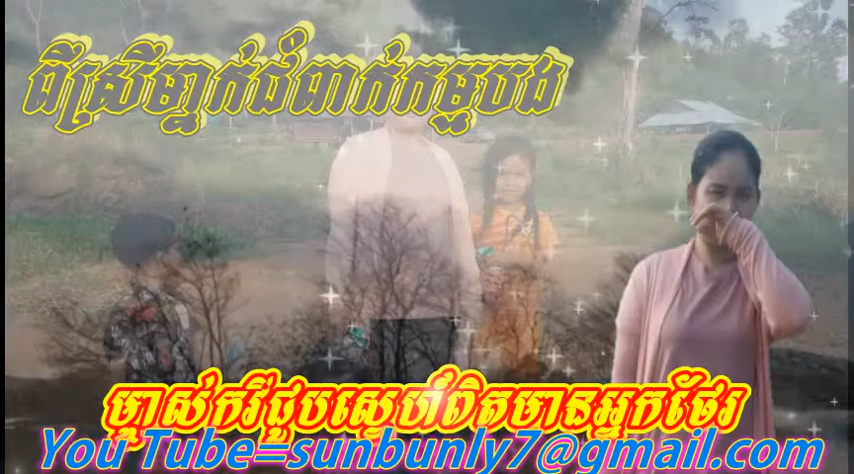 ពីស្រីម្នាក់ជំពាក់កម្មបង
ម្ចាស់ករីជួបស្នេហ៍ពិតមានអ្នកថែរ
You Tube=sunbunly7@gmail.com